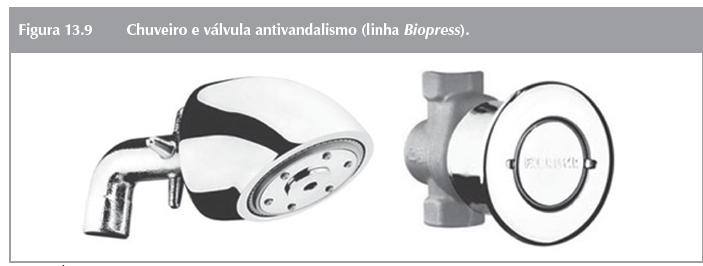 Figura 13.9 Chuveiro e válvula antivandalismo (linha Biopress).